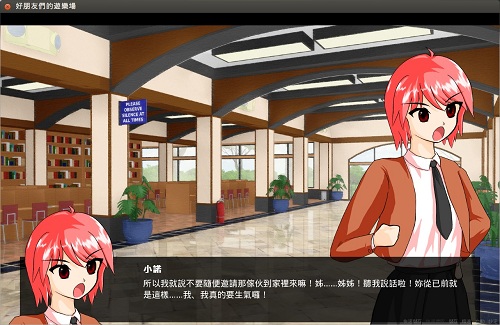 好朋友們的遊樂場
PLEASE
OBSERVE
SILENCE AT
ALL TIMES
小諾
所以我就說不要隨便邀請那傢伙到家裡來嘛！姊……姊姊！聽我說話啦！妳從已前就
是這樣……我、我真的要生氣囉！